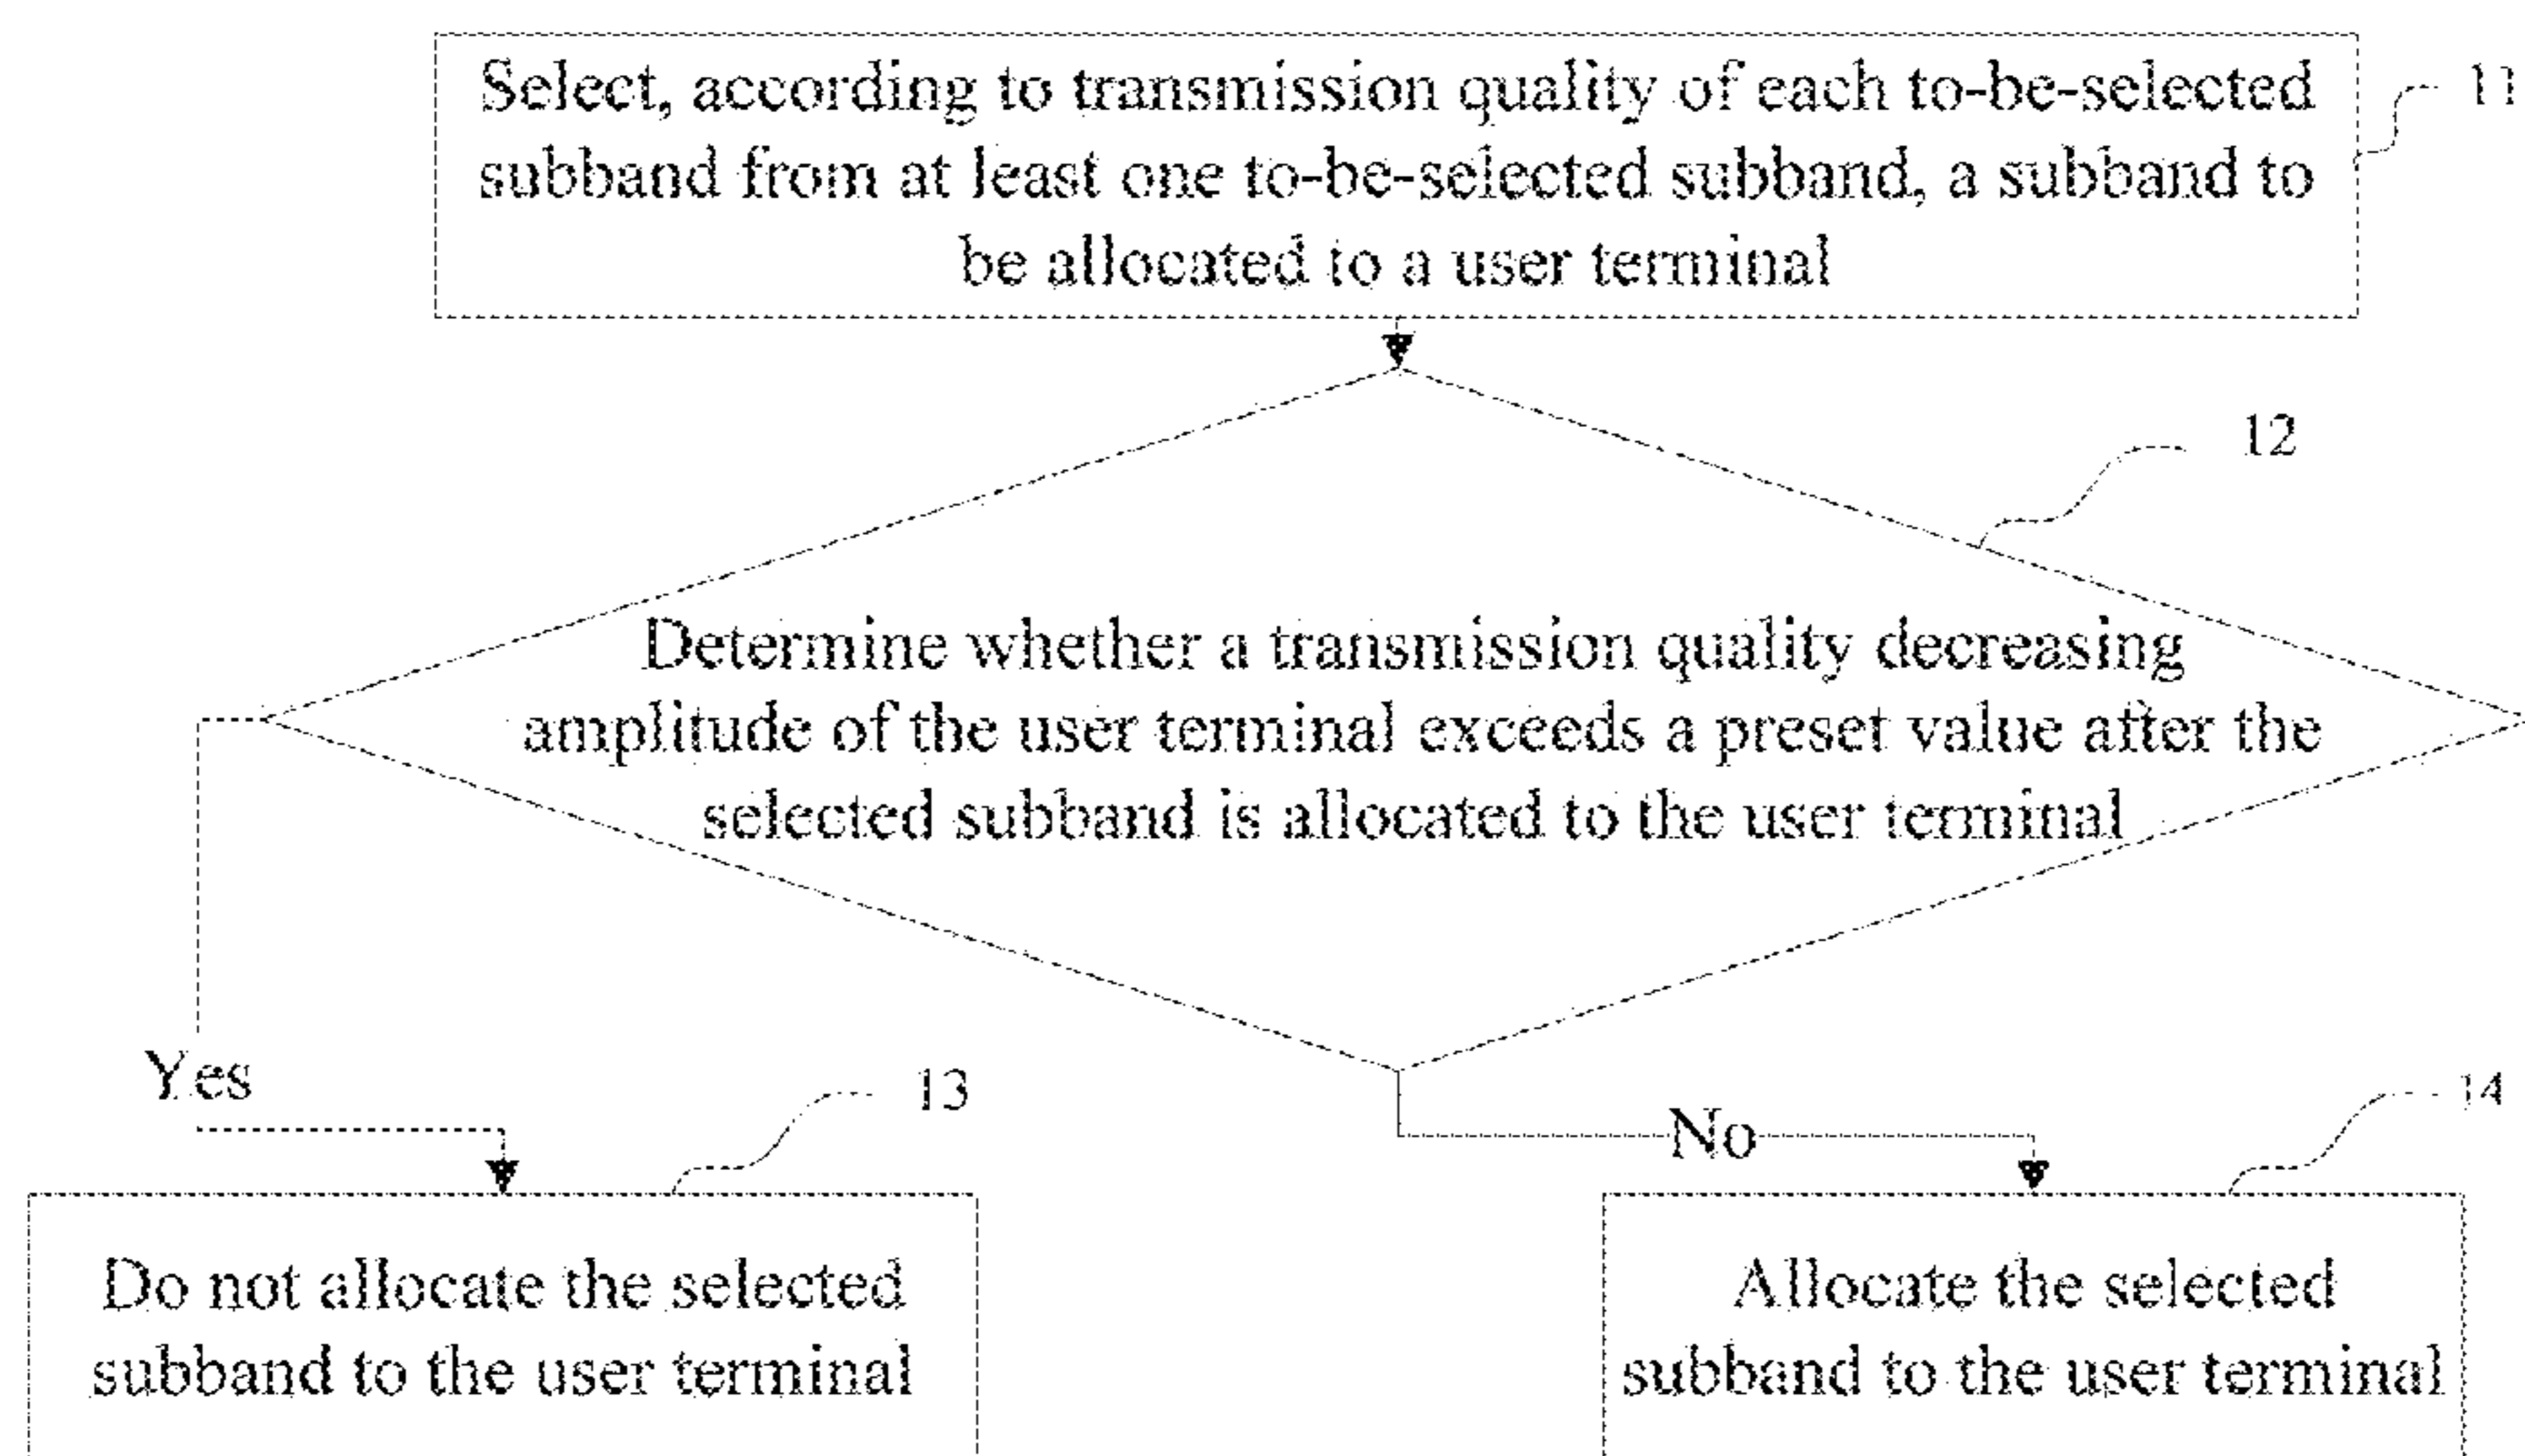 Select, according to transmission quality of each to-be-selected
subband from at least one to-be-selected subband, a subband to
be allocated to a user terminal
11
12
Determine whether a transmission quality decreasing
amplitude of the user terminal exceeds a preset value after the
selected subband is allocated to the user terminal
Yes
No
13
14
Do not allocate the selected
subband to the user terminal
Allocate the selected
subband to the user terminal